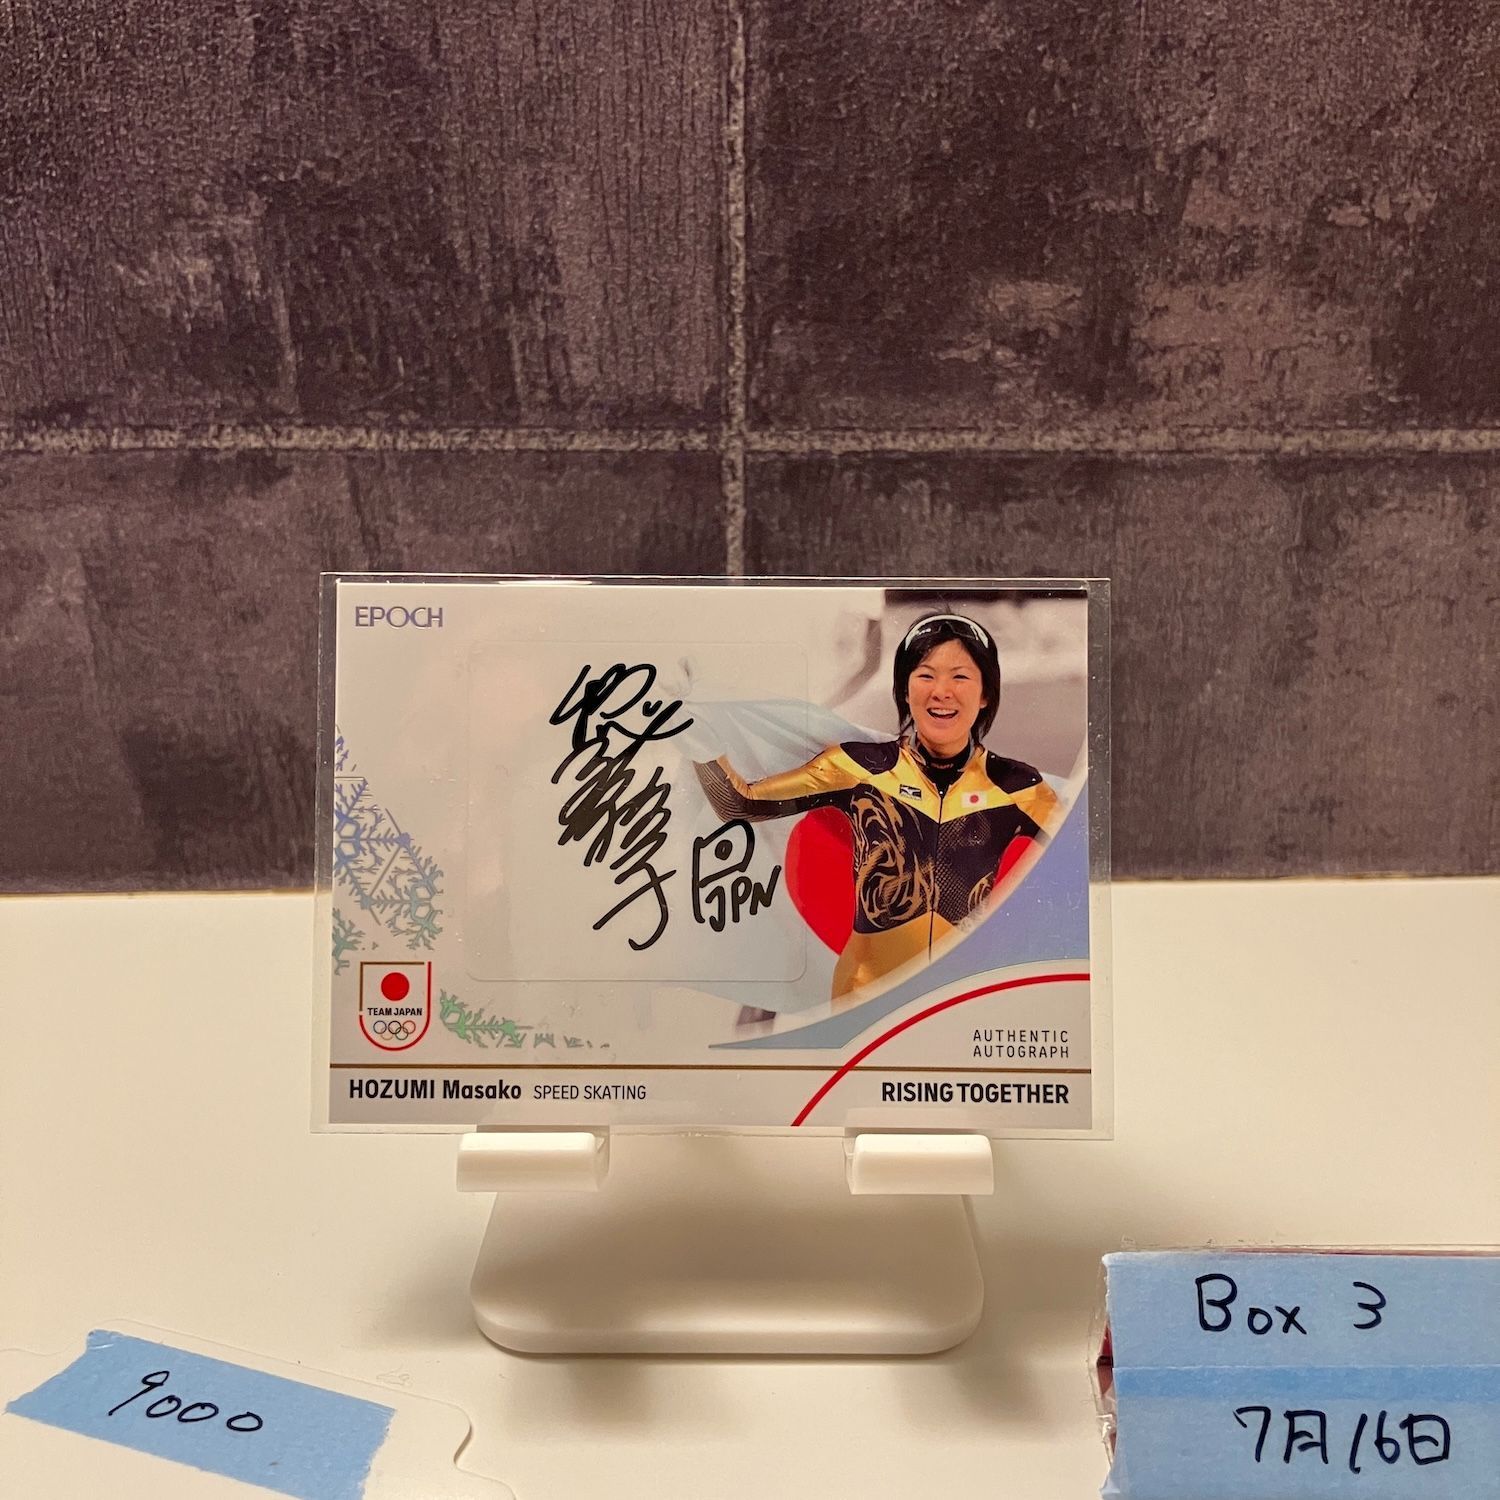 EPOCH
JPN
TEAM JAPAN
AUTHENTIC
AUTOGRAPH
HOZUMI Masako SPEED SKATING
RISING TOGETHER
9000
Box 3
7月16日